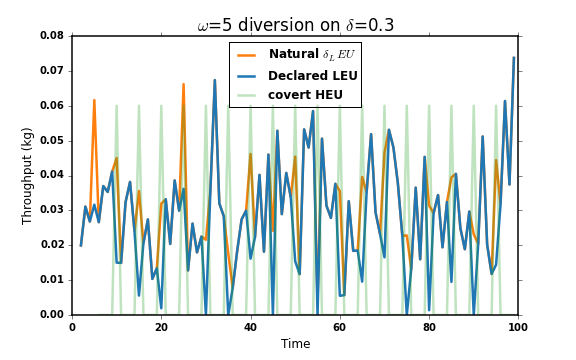 ω=5 diversion on δ=0.3
Throughput (kg)
0.08
0.07
0.06
0.05
0.04
0.03
0.02
0.01
0.00
Natural δ_L EU
Declared LEU
covert HEU
0 20 40 60 80 100
Time